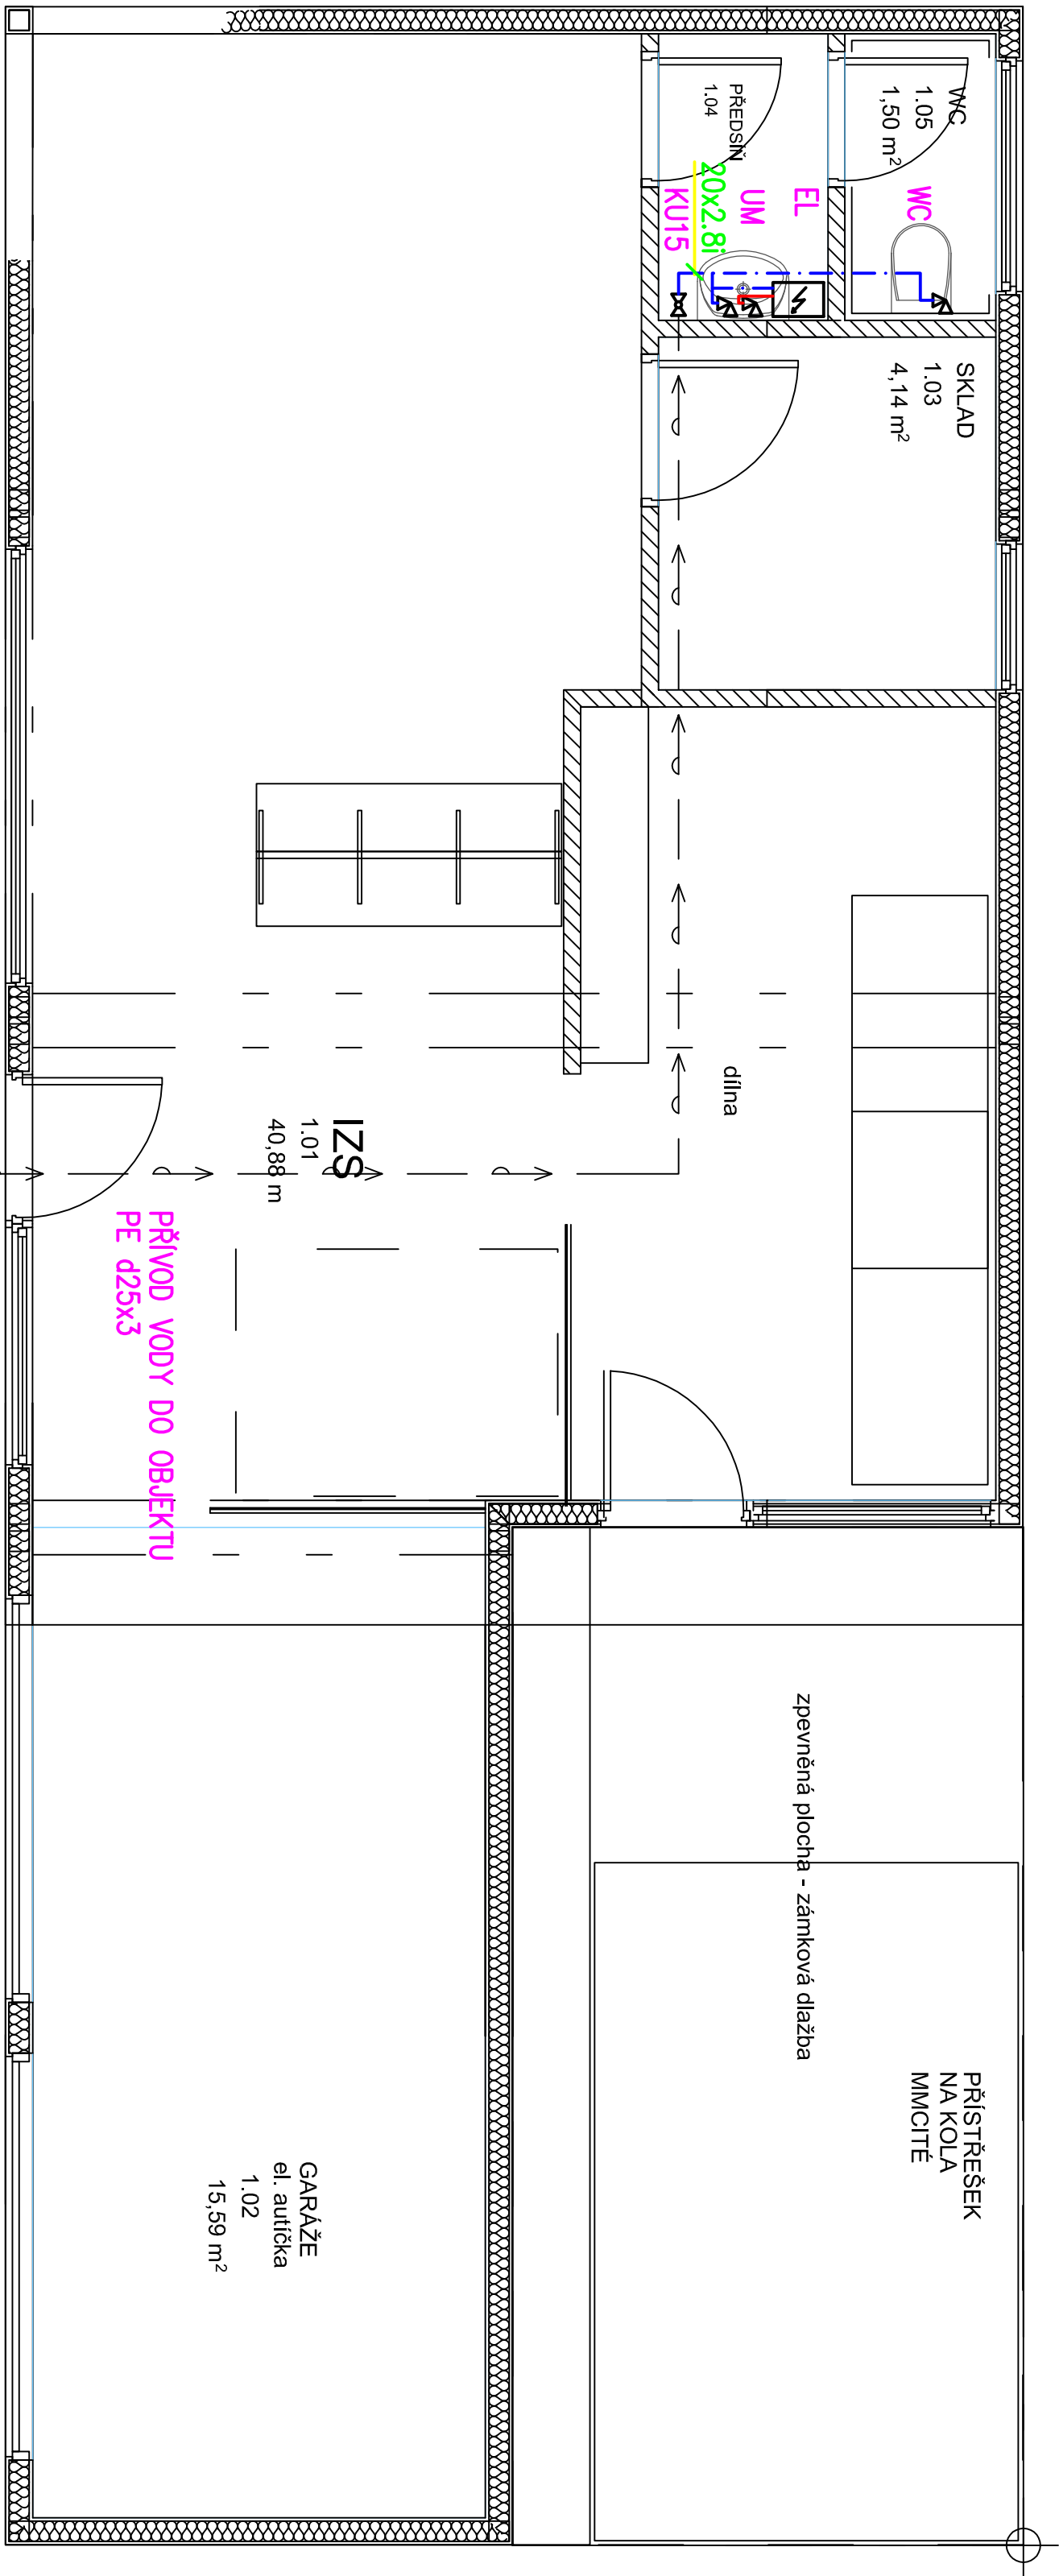 WC
1.05
1,50 m²
WC
PŘEDSÍŇ
1.04
EL
UM
20x2.8i
KU15
SKLAD
1.03
4,14 m²
dílna
IZS
1.01
40,88 m
PŘÍVOD VODY DO OBJEKTU
PE d25x3
zpevněná plocha - zámková dlažba
PŘÍSTŘEŠEK
NA KOLA
MMCITÉ
GARÁŽE
el. autíčka
1.02
15,59 m²